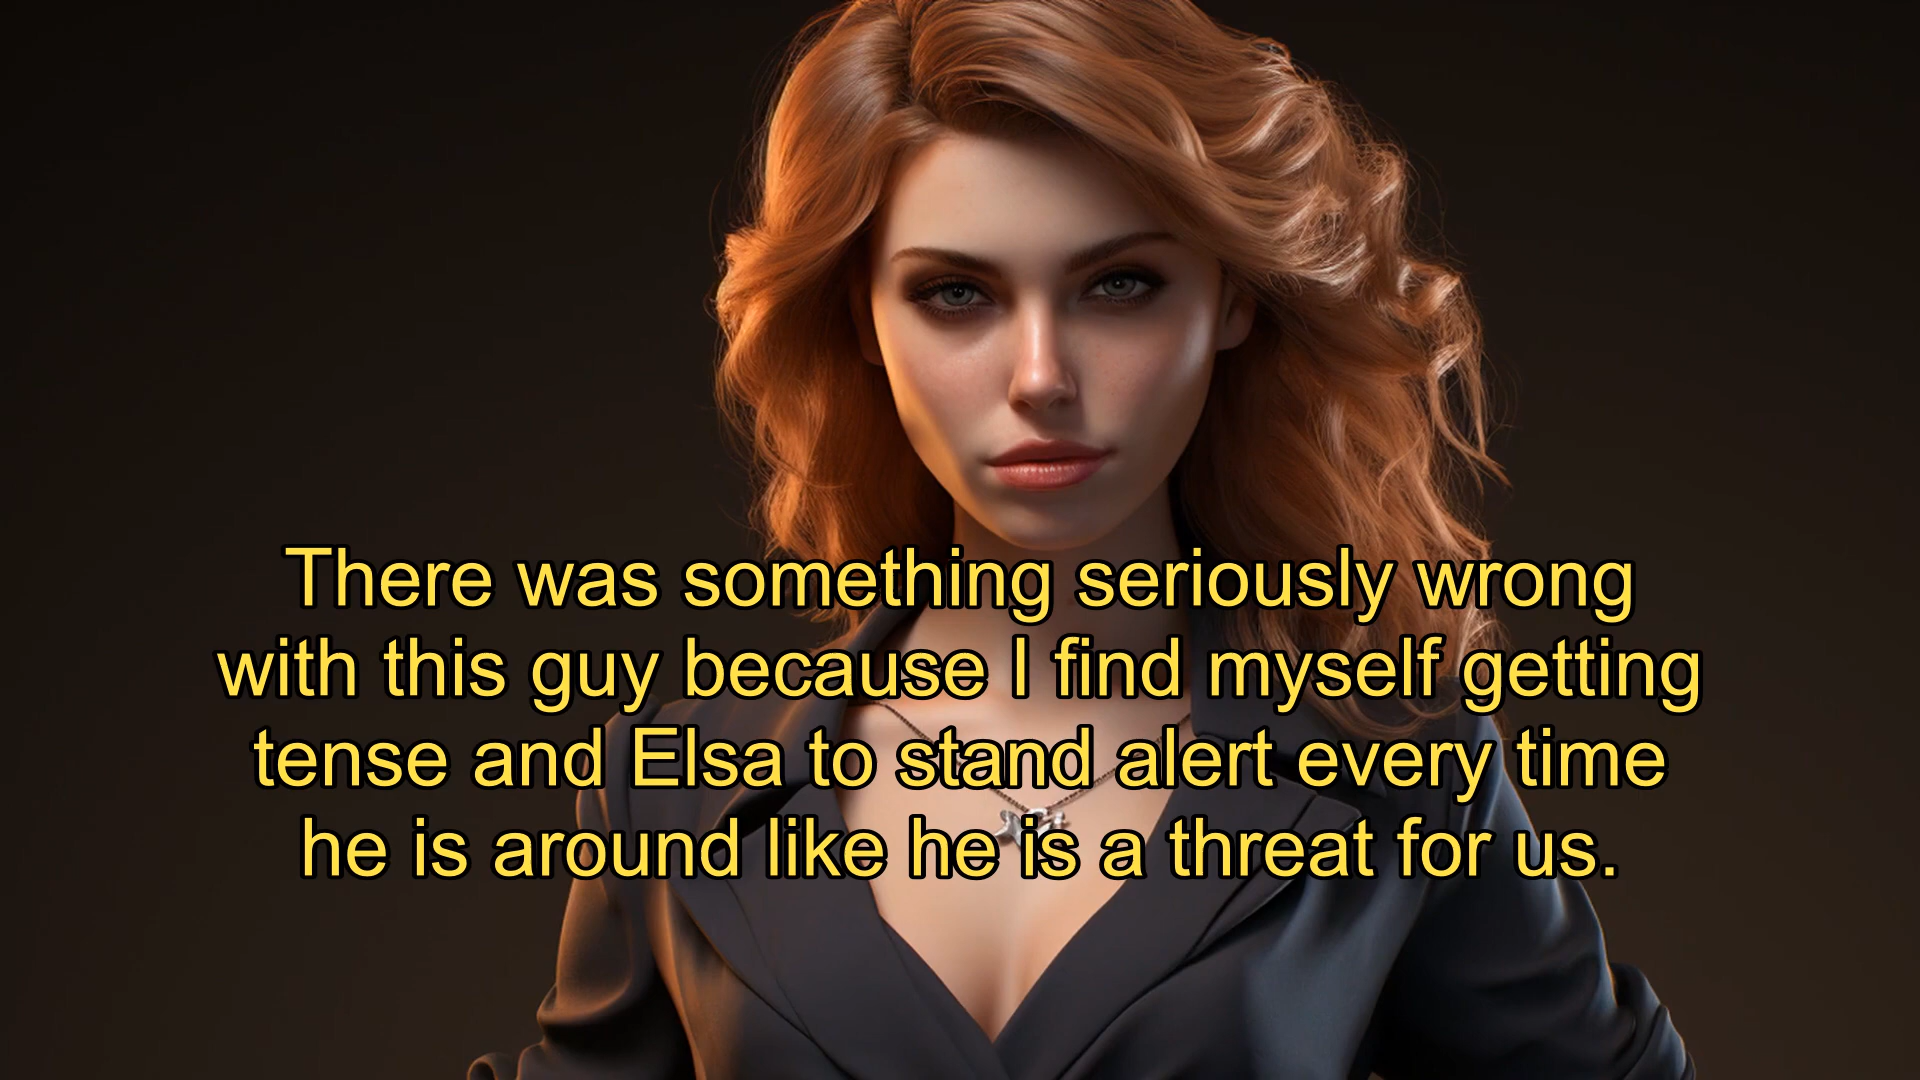 There was something seriously wrong
with this guy because I find myself getting
tense and Elsa to stand alert every time
he is around like he is a threat for us.